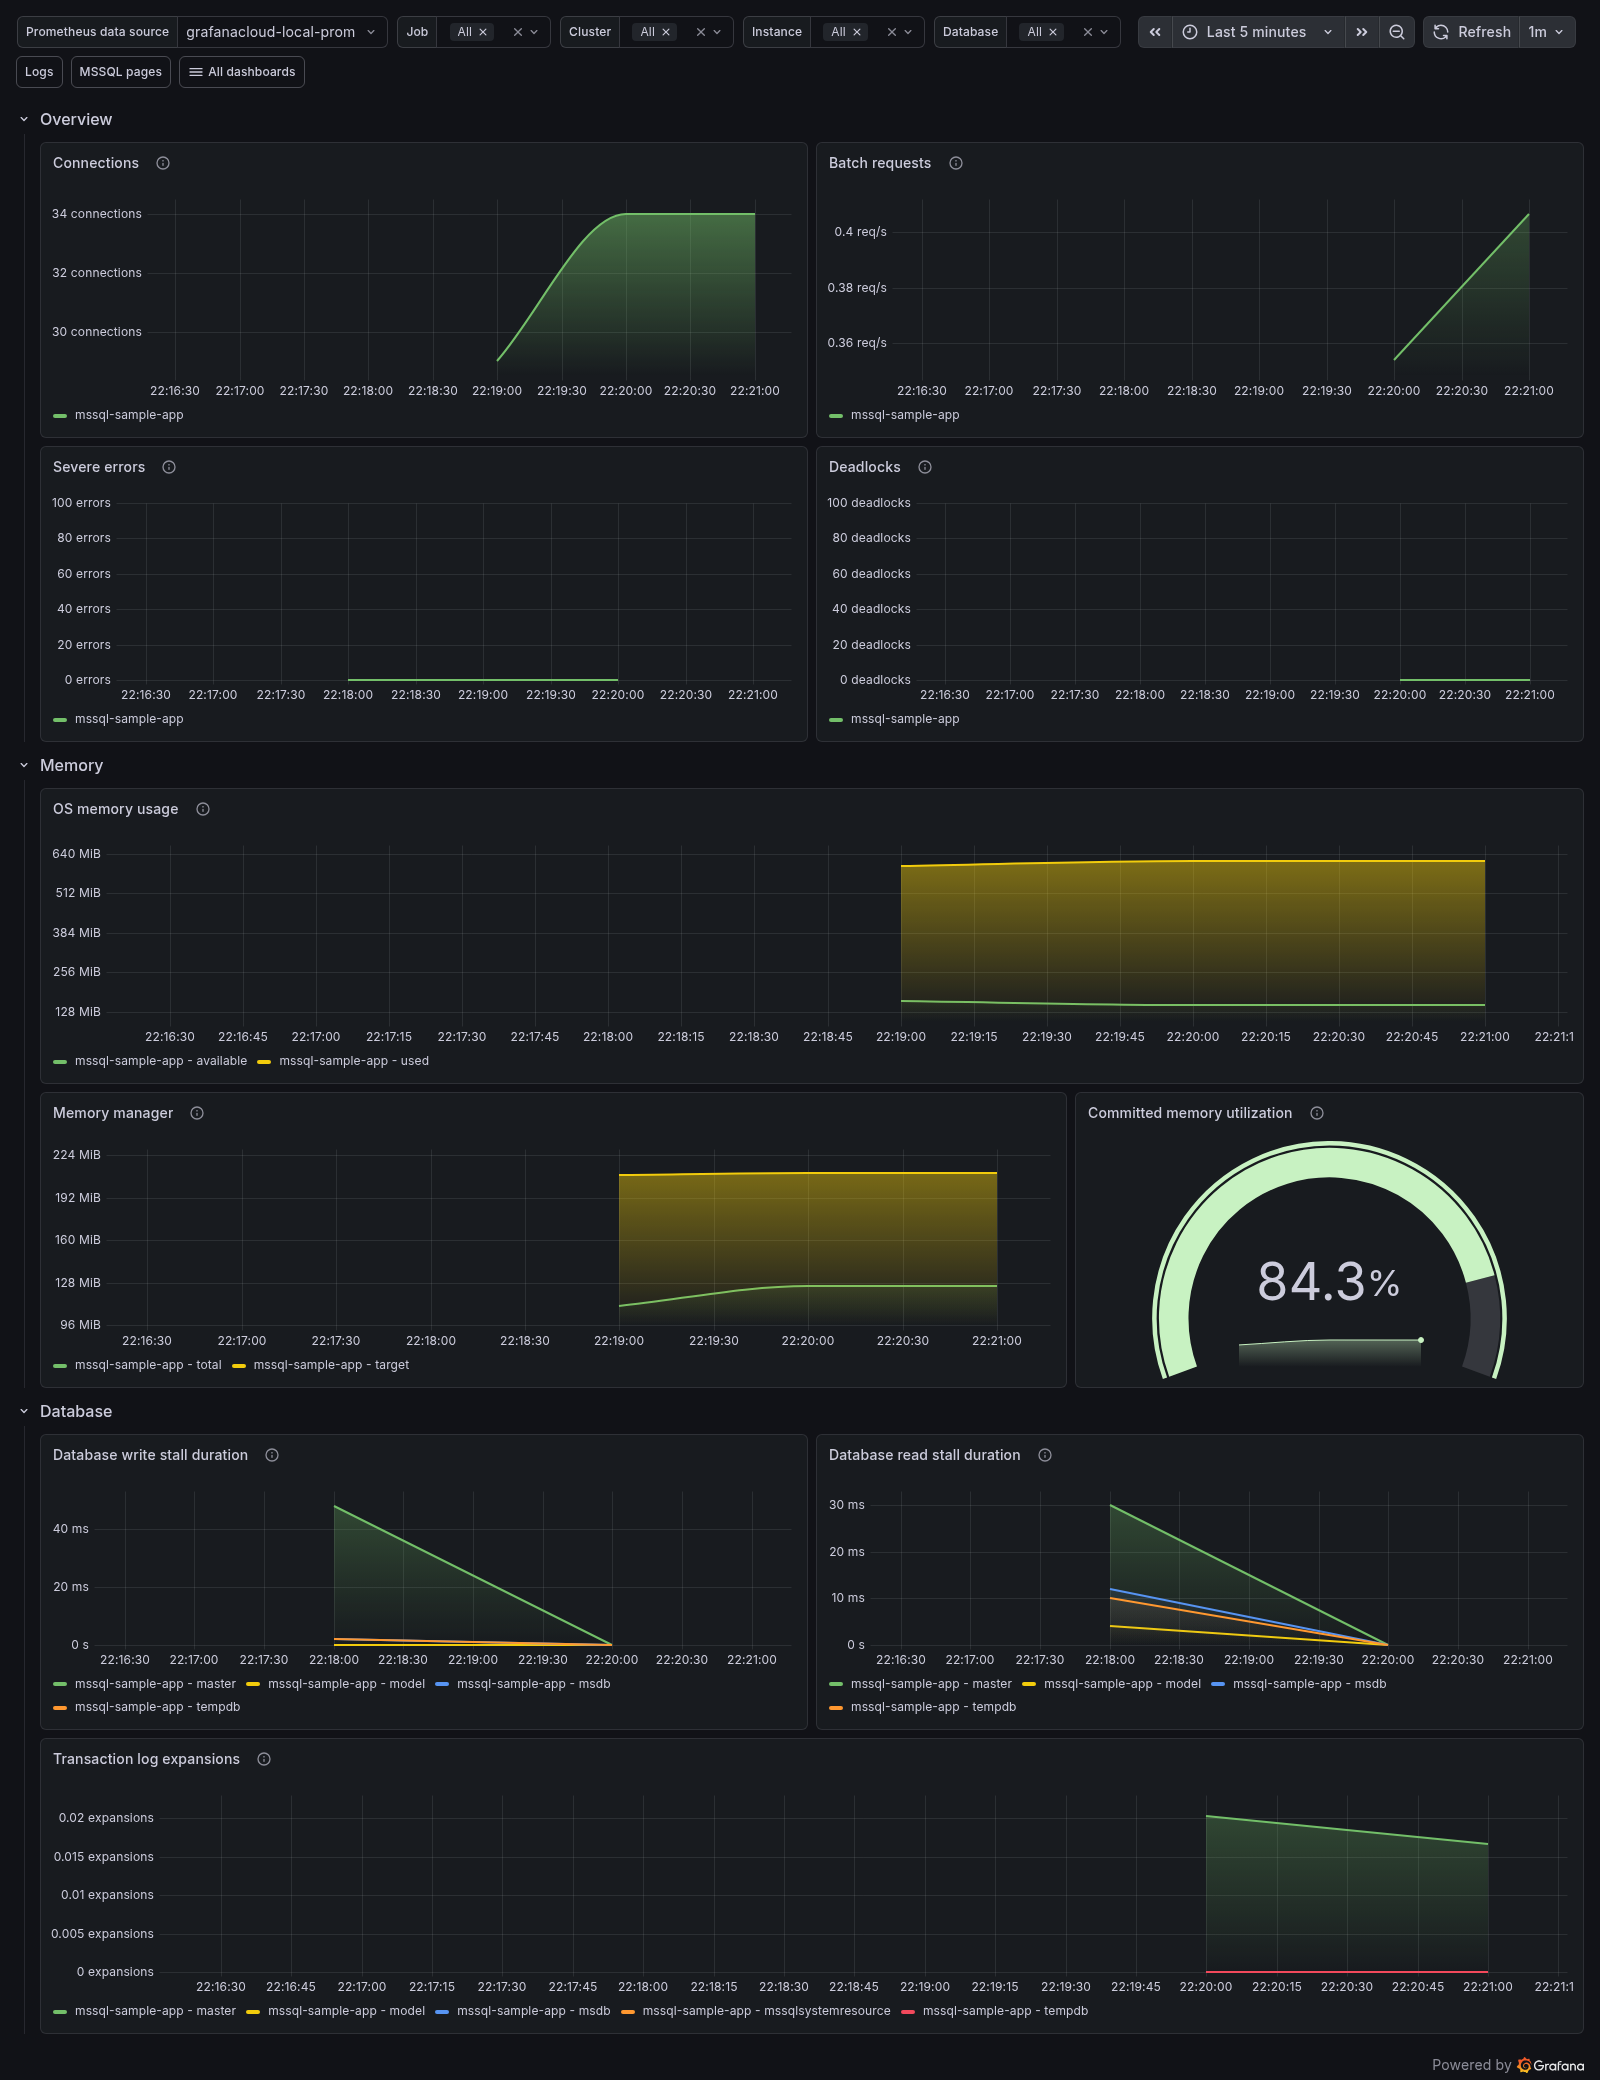 Prometheus data source grafanacloud-local-prom Job All Cluster All Instance All Database All Last 5 minutes Refresh 1m
Logs MSSQL pages All dashboards
Overview
Connections
34 connections
32 connections
30 connections
22:16:30 22:17:00 22:17:30 22:18:00 22:18:30 22:19:00 22:19:30 22:20:00 22:20:30 22:21:00
mssql-sample-app
Batch requests
0.4 req/s
0.38 req/s
0.36 req/s
22:16:30 22:17:00 22:17:30 22:18:00 22:18:30 22:19:00 22:19:30 22:20:00 22:20:30 22:21:00
mssql-sample-app
Severe errors
100 errors
80 errors
60 errors
40 errors
20 errors
0 errors
22:16:30 22:17:00 22:17:30 22:18:00 22:18:30 22:19:00 22:19:30 22:20:00 22:20:30 22:21:00
mssql-sample-app
Deadlocks
100 deadlocks
80 deadlocks
60 deadlocks
40 deadlocks
20 deadlocks
0 deadlocks
22:16:30 22:17:00 22:17:30 22:18:00 22:18:30 22:19:00 22:19:30 22:20:00 22:20:30 22:21:00
mssql-sample-app
Memory
OS memory usage
640 MiB
512 MiB
384 MiB
256 MiB
128 MiB
22:16:30 22:16:45 22:17:00 22:17:15 22:17:30 22:17:45 22:18:00 22:18:15 22:18:30 22:18:45 22:19:00 22:19:15 22:19:30 22:19:45 22:20:00 22:20:15 22:20:30 22:20:45 22:21:00 22:21:1
mssql-sample-app - available mssql-sample-app - used
Memory manager
224 MiB
192 MiB
160 MiB
128 MiB
96 MiB
22:16:30 22:17:00 22:17:30 22:18:00 22:18:30 22:19:00 22:19:30 22:20:00 22:20:30 22:21:00
mssql-sample-app - total mssql-sample-app - target
Committed memory utilization
84.3%
Database
Database write stall duration
40 ms
20 ms
0 s
22:16:30 22:17:00 22:17:30 22:18:00 22:18:30 22:19:00 22:19:30 22:20:00 22:20:30 22:21:00
mssql-sample-app - master mssql-sample-app - model mssql-sample-app - msdb
mssql-sample-app - tempdb
Database read stall duration
30 ms
20 ms
10 ms
0 s
22:16:30 22:17:00 22:17:30 22:18:00 22:18:30 22:19:00 22:19:30 22:20:00 22:20:30 22:21:00
mssql-sample-app - master mssql-sample-app - model mssql-sample-app - msdb
mssql-sample-app - tempdb
Transaction log expansions
0.02 expansions
0.015 expansions
0.01 expansions
0.005 expansions
0 expansions
22:16:30 22:16:45 22:17:00 22:17:15 22:17:30 22:17:45 22:18:00 22:18:15 22:18:30 22:18:45 22:19:00 22:19:15 22:19:30 22:19:45 22:20:00 22:20:15 22:20:30 22:20:45 22:21:00 22:21:1
mssql-sample-app - master mssql-sample-app - model mssql-sample-app - msdb mssql-sample-app - mssqlsystemresource mssql-sample-app - tempdb
Powered by Grafana